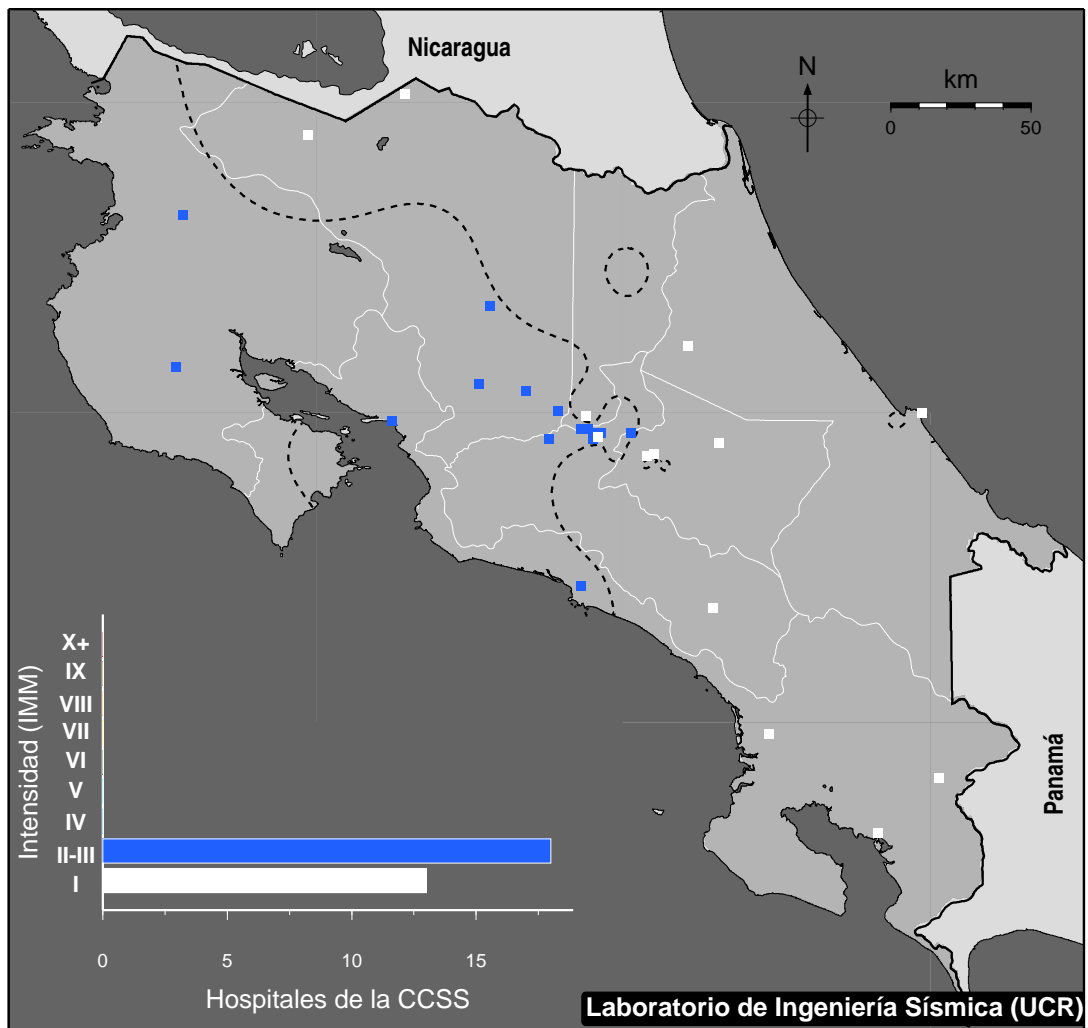 Nicaragua
N
km
0 50
Panamá
Intensidad (IMM)
X+
IX
VIII
VII
VI
V
IV
II-III
I
0 5 10 15
Hospitales de la CCSS
Laboratorio de Ingeniería Sísmica (UCR)